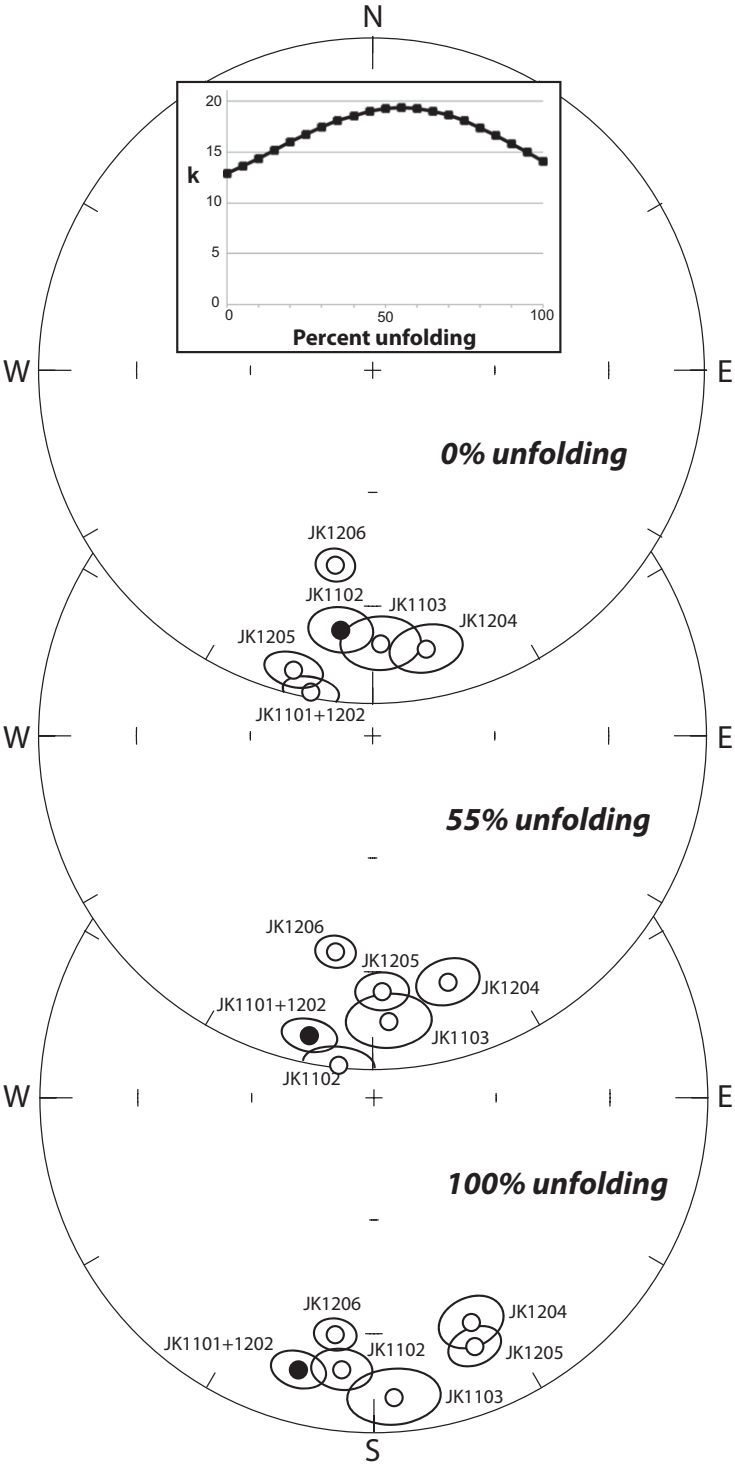 N
20
15
k
10
5
0
0 50 100
Percent unfolding
W E
0% unfolding
JK1206
JK1102
JK1103
JK1204
JK1205
JK1101+1202
W E
55% unfolding
JK1206
JK1205
JK1204
JK1101+1202
JK1103
JK1102
W E
100% unfolding
JK1206
JK1204
JK1101+1202
JK1102
JK1205
JK1103
S